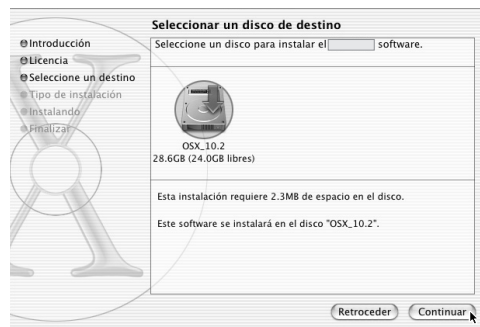 Seleccionar un disco de destino
Introducción
Licencia
Seleccione un destino
Tipo de instalación
Instalando
Finalizar
Seleccione un disco para instalar el software.
OSX_10.2
28.6GB (24.0GB libres)
Esta instalación requiere 2.3MB de espacio en el disco.
Este software se instalará en el disco "OSX_10.2".
Retroceder
Continuar